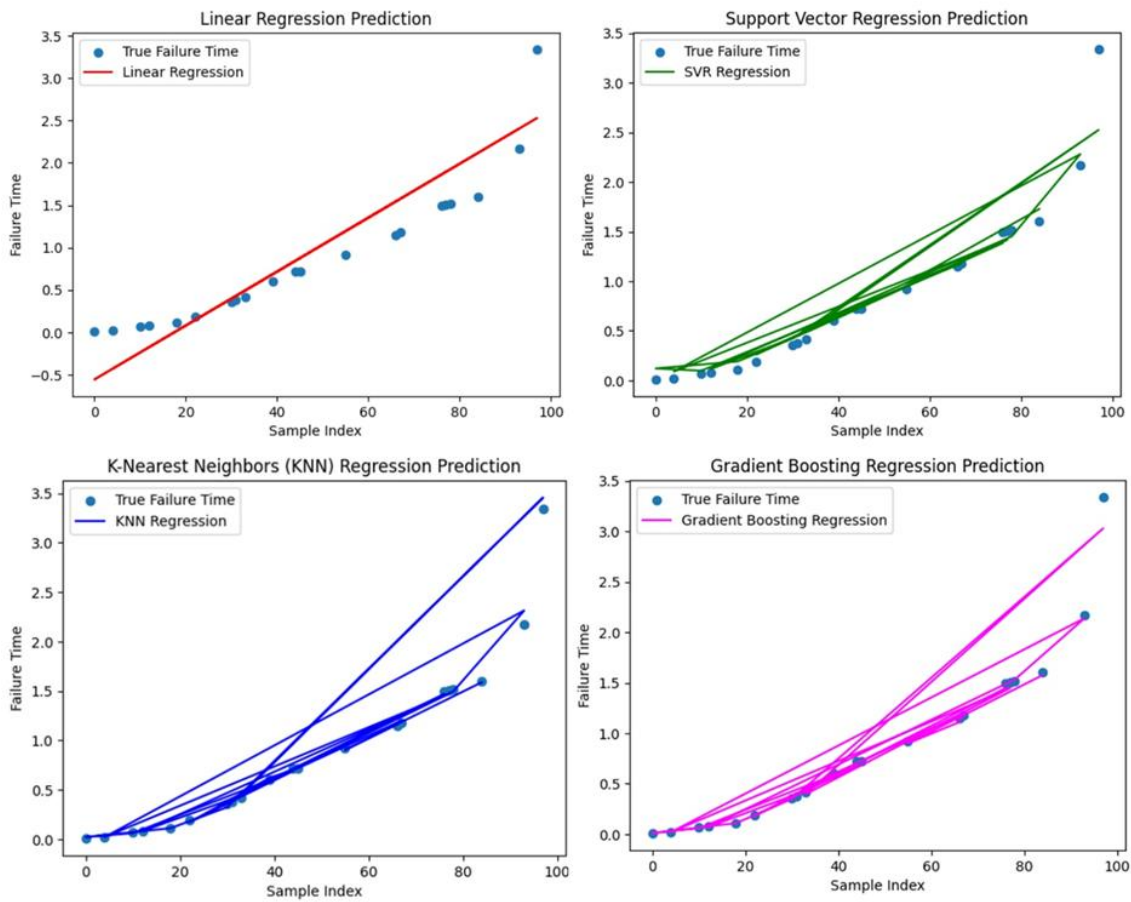 Linear Regression Prediction
True Failure Time
Linear Regression
3.5
3.0
2.5
2.0
1.5
1.0
0.5
0.0
−0.5
Failure Time
0 20 40 60 80 100
Sample Index
Support Vector Regression Prediction
True Failure Time
SVR Regression
3.5
3.0
2.5
2.0
1.5
1.0
0.5
0.0
Failure Time
0 20 40 60 80 100
Sample Index
K-Nearest Neighbors (KNN) Regression Prediction
True Failure Time
KNN Regression
3.5
3.0
2.5
2.0
1.5
1.0
0.5
0.0
Failure Time
0 20 40 60 80 100
Sample Index
Gradient Boosting Regression Prediction
True Failure Time
Gradient Boosting Regression
3.5
3.0
2.5
2.0
1.5
1.0
0.5
0.0
Failure Time
0 20 40 60 80 100
Sample Index